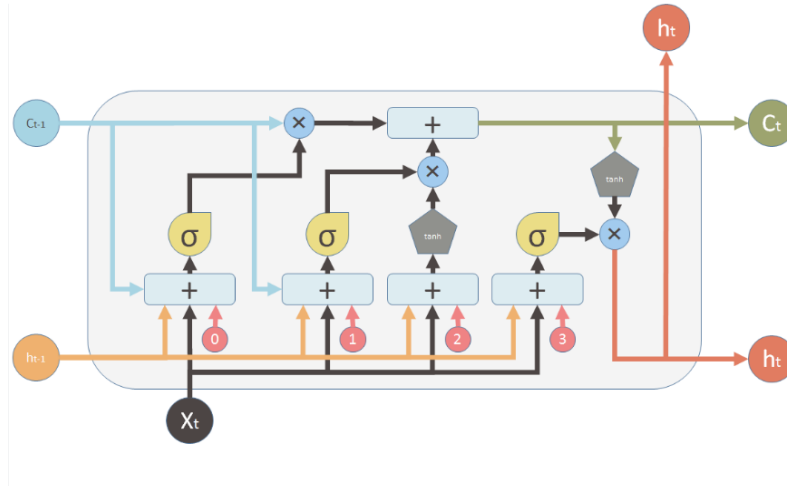 ht
Ct-1
×
+
Ct
tanh
×
tanh
×
σ
σ
σ
+
+
+
+
0
1
2
3
ht-1
ht
Xt